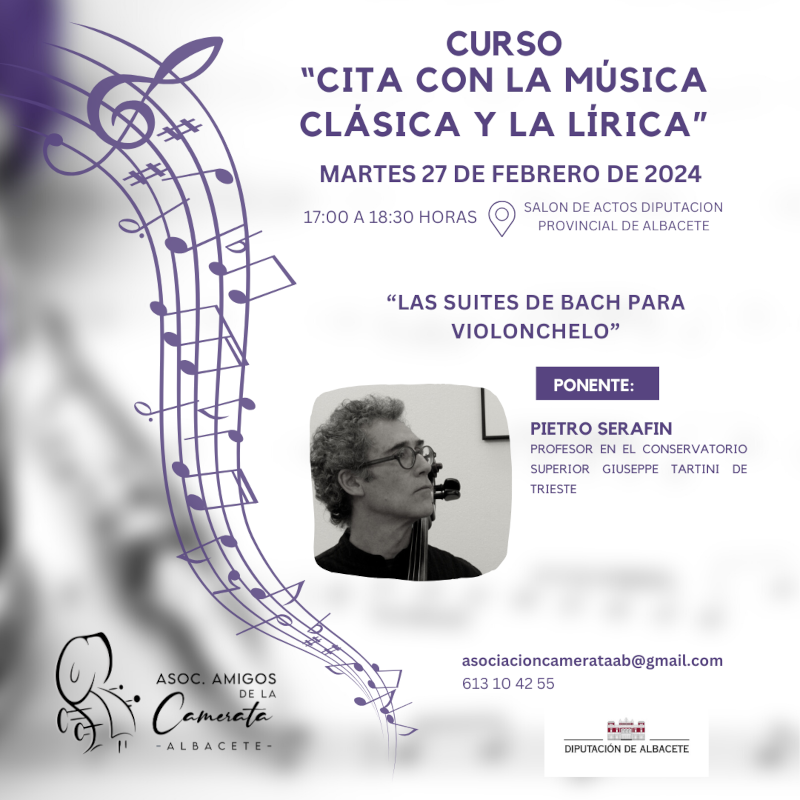 CURSO
“CITA CON LA MÚSICA
CLÁSICA Y LA LÍRICA”
MARTES 27 DE FEBRERO DE 2024
17:00 A 18:30 HORAS
SALON DE ACTOS DIPUTACION
PROVINCIAL DE ALBACETE
“LAS SUITES DE BACH PARA
VIOLONCHELO”
PONENTE:
PIETRO SERAFIN
PROFESOR EN EL CONSERVATORIO
SUPERIOR GIUSEPPE TARTINI DE
TRIESTE
asociacioncamerataab@gmail.com
613 10 42 55
ASOC. AMIGOS
DE LA
Camerata
-ALBACETE-
DIPUTACIÓN DE ALBACETE